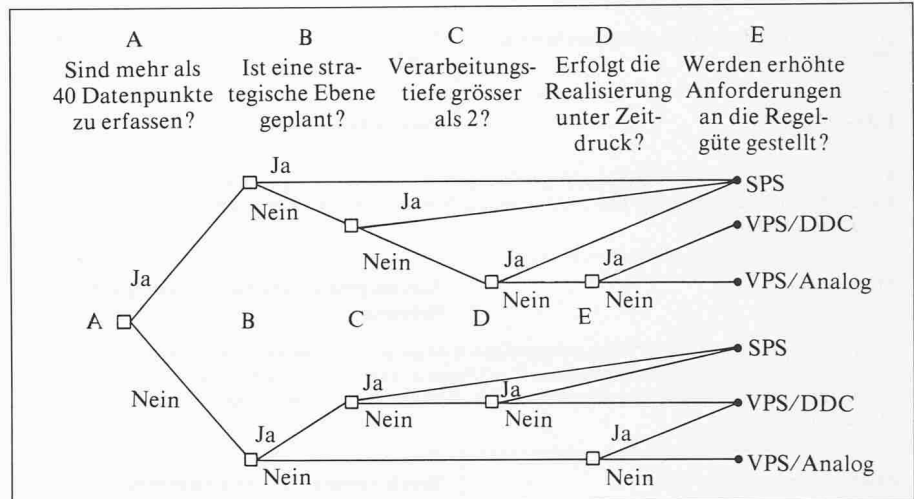 A B C D E
Sind mehr als
40 Datenpunkte
zu erfassen?
Ist eine stra-
tegische Ebene
geplant?
Verarbeitungs-
tiefe grösser
als 2?
Erfolgt die
Realisierung
unter Zeit-
druck?
Werden erhöhte
Anforderungen
an die Regel-
güte gestellt?
Ja
SPS
Nein
Ja
VPS/DDC
Nein
Ja
Ja
Ja
Nein
Nein
VPS/Analog
A
B C D E
SPS
Nein
Ja
Nein
Ja
Nein
VPS/DDC
Ja
Nein
Ja
Nein
VPS/Analog